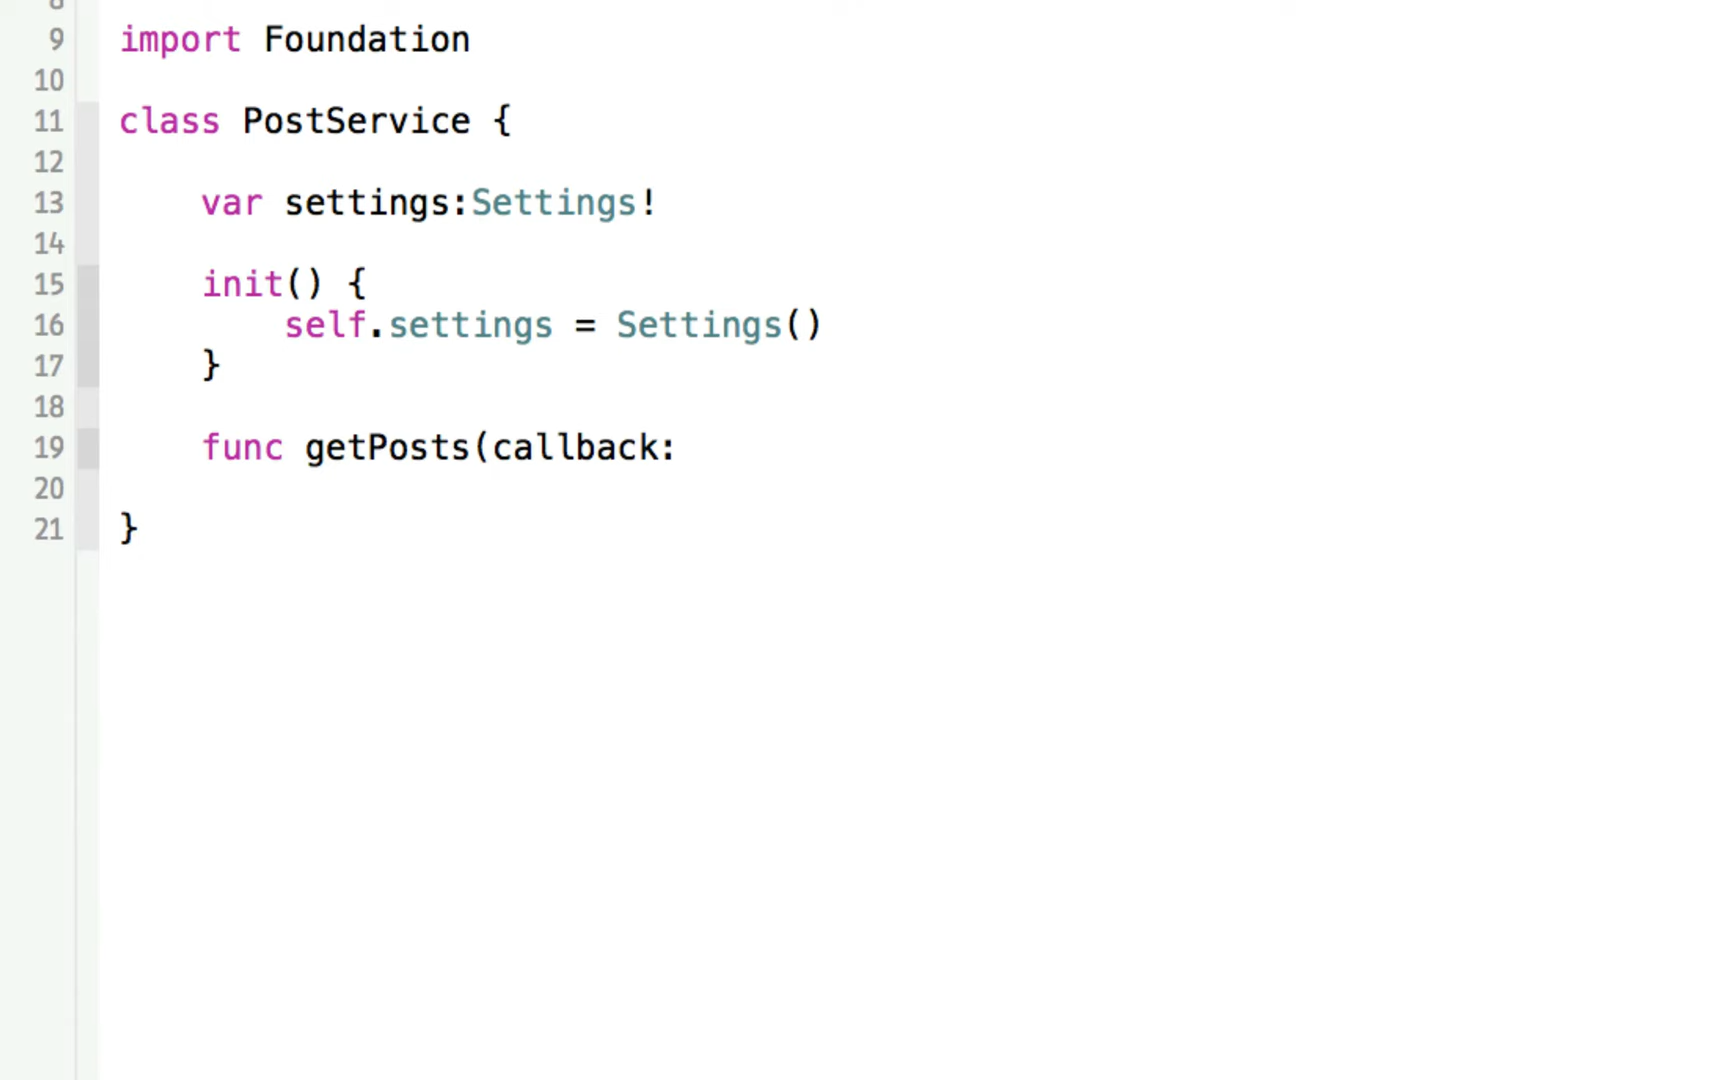 8
9 import Foundation
10
11 class PostService {
12
13     var settings:Settings!
14
15     init() {
16         self.settings = Settings()
17     }
18
19     func getPosts(callback:
20
21 }